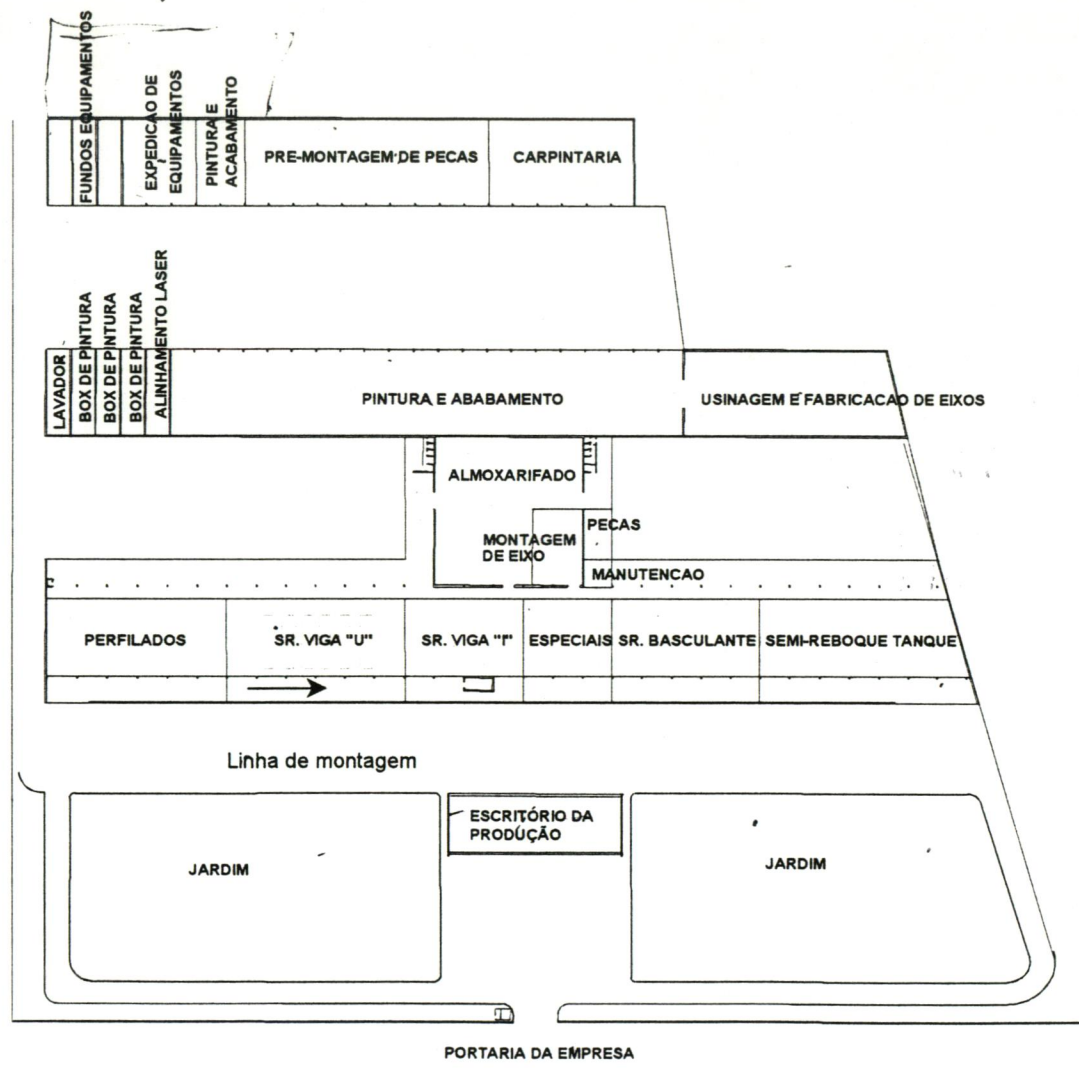 FUNDOS EQUIPAMENTOS
EXPEDICAO DE
EQUIPAMENTOS
PINTURA E
ACABAMENTO
PRE-MONTAGEM DE PECAS
CARPINTARIA
LAVADOR
BOX DE PINTURA
BOX DE PINTURA
BOX DE PINTURA
ALINHAMENTO LASER
PINTURA E ABABAMENTO
USINAGEM E FABRICACAO DE EIXOS
ALMOXARIFADO
PECAS
MONTAGEM
DE EIXO
MANUTENCAO
PERFILADOS
SR. VIGA "U"
SR. VIGA "I"
ESPECIAIS
SR. BASCULANTE
SEMI-REBOQUE TANQUE
Linha de montagem
ESCRITÓRIO DA
PRODUÇÃO
JARDIM
JARDIM
PORTARIA DA EMPRESA